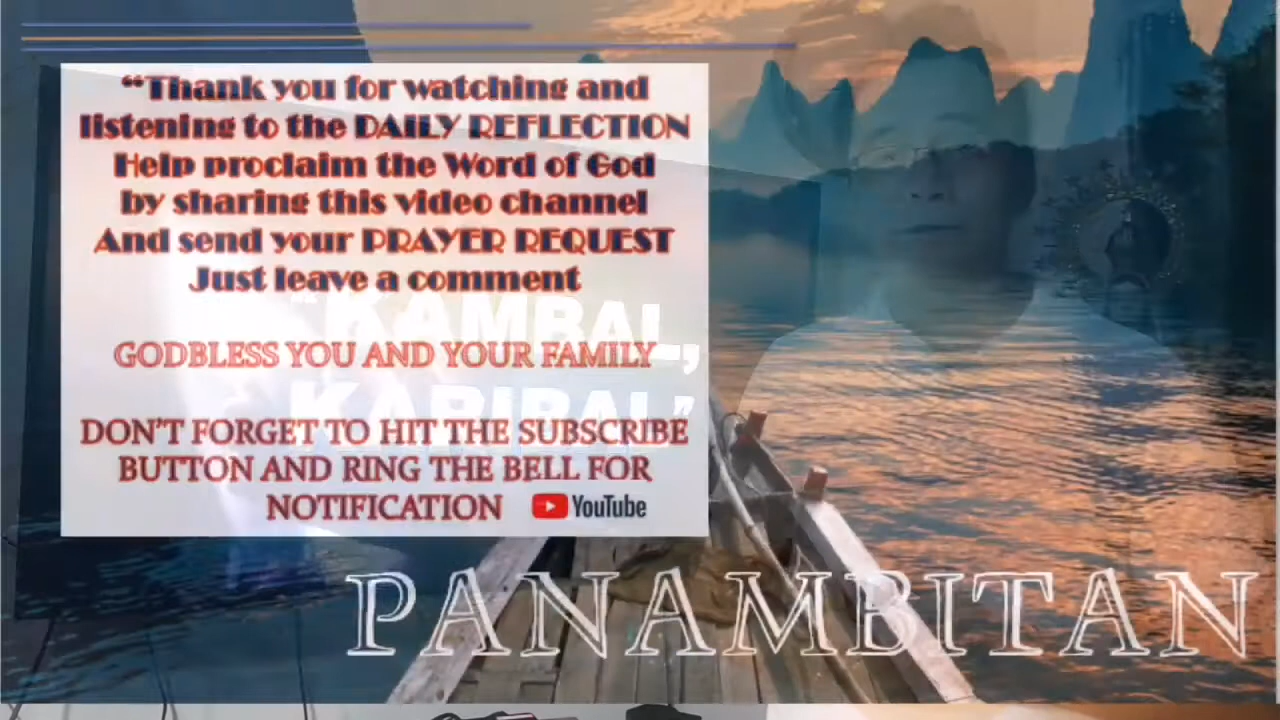 “Thank you for watching and
listening to the DAILY REFLECTION
Help proclaim the Word of God
by sharing this video channel
And send your PRAYER REQUEST
Just leave a comment
“KAMBAL,
GODBLESS YOU AND YOUR FAMILY
KARIBAL”
DON’T FORGET TO HIT THE SUBSCRIBE
BUTTON AND RING THE BELL FOR
NOTIFICATION YouTube
PANAMBITAN